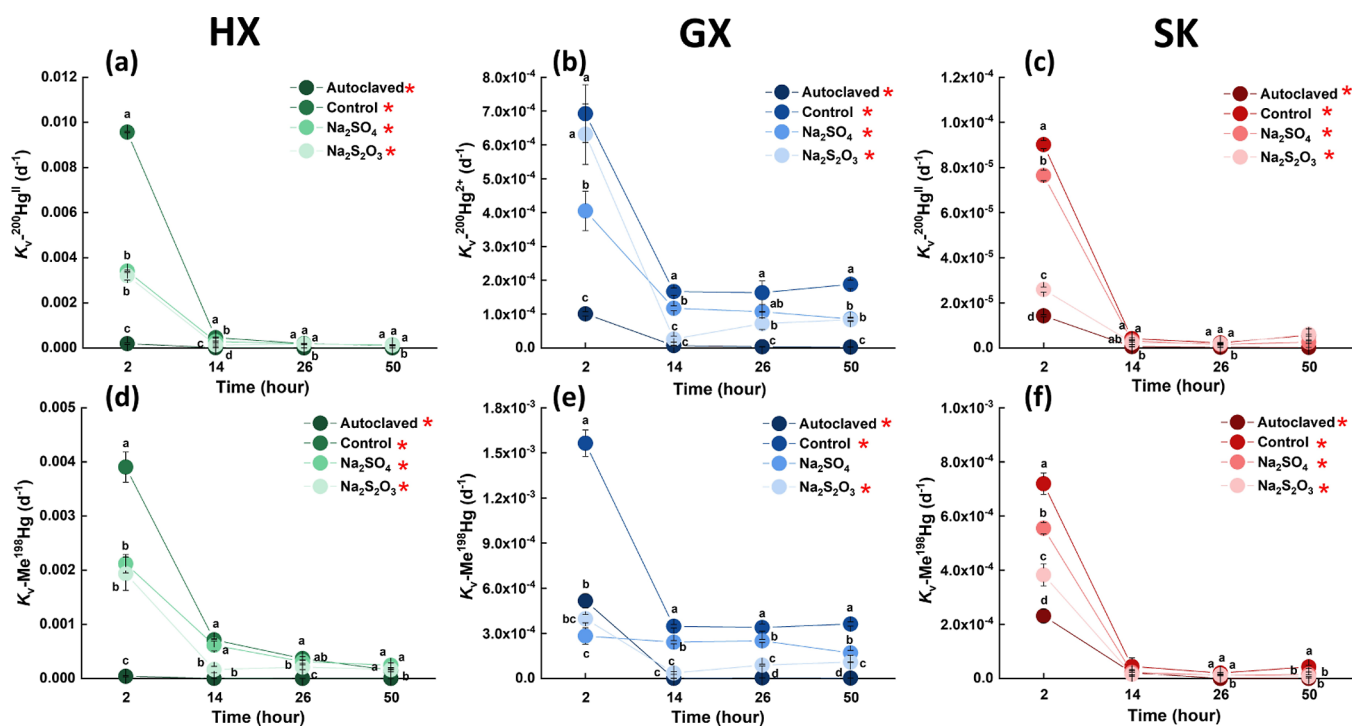 HX
GX
SK
(a)
0.012
0.010
0.008
0.006
0.004
0.002
0.000
Kᵥ-²⁰⁰Hgᴵᴵ (d⁻¹)
Autoclaved*
Control *
Na₂SO₄ *
Na₂S₂O₃*
a
b
b
c
a
b
c
d
a
a
b
a
a
b
2
14
26
50
Time (hour)
(b)
8.0x10⁻⁴
7.0x10⁻⁴
6.0x10⁻⁴
5.0x10⁻⁴
4.0x10⁻⁴
3.0x10⁻⁴
2.0x10⁻⁴
1.0x10⁻⁴
0.0
Kᵥ-²⁰⁰Hg²⁺ (d⁻¹)
Autoclaved *
Control *
Na₂SO₄ *
Na₂S₂O₃ *
a
a
b
c
a
b
c
c
a
ab
b
c
a
b
b
c
2
14
26
50
Time (hour)
(c)
1.2x10⁻⁴
1.0x10⁻⁴
8.0x10⁻⁵
6.0x10⁻⁵
4.0x10⁻⁵
2.0x10⁻⁵
0.0
Kᵥ-²⁰⁰Hgᴵᴵ (d⁻¹)
Autoclaved *
Control *
Na₂SO₄ *
Na₂S₂O₃ *
a
b
c
d
a
a
ab
b
a
a
b
2
14
26
50
Time (hour)
(d)
0.005
0.004
0.003
0.002
0.001
0.000
Kᵥ-Me¹⁹⁸Hg (d⁻¹)
Autoclaved *
Control *
Na₂SO₄ *
Na₂S₂O₃ *
a
b
b
c
a
a
b
b
a
ab
b
c
a
a
a
b
2
14
26
50
Time (hour)
(e)
1.8x10⁻³
1.5x10⁻³
1.2x10⁻³
9.0x10⁻⁴
6.0x10⁻⁴
3.0x10⁻⁴
0.0
Kᵥ-Me¹⁹⁸Hg (d⁻¹)
Autoclaved *
Control *
Na₂SO₄
Na₂S₂O₃ *
a
b
bc
c
a
b
c
c
a
b
c
d
a
b
c
d
2
14
26
50
Time (hour)
(f)
1.0x10⁻³
8.0x10⁻⁴
6.0x10⁻⁴
4.0x10⁻⁴
2.0x10⁻⁴
0.0
Kᵥ-Me¹⁹⁸Hg (d⁻¹)
Autoclaved *
Control *
Na₂SO₄ *
Na₂S₂O₃ *
a
b
c
d
a
a
a
b
a
b
b
b
2
14
26
50
Time (hour)